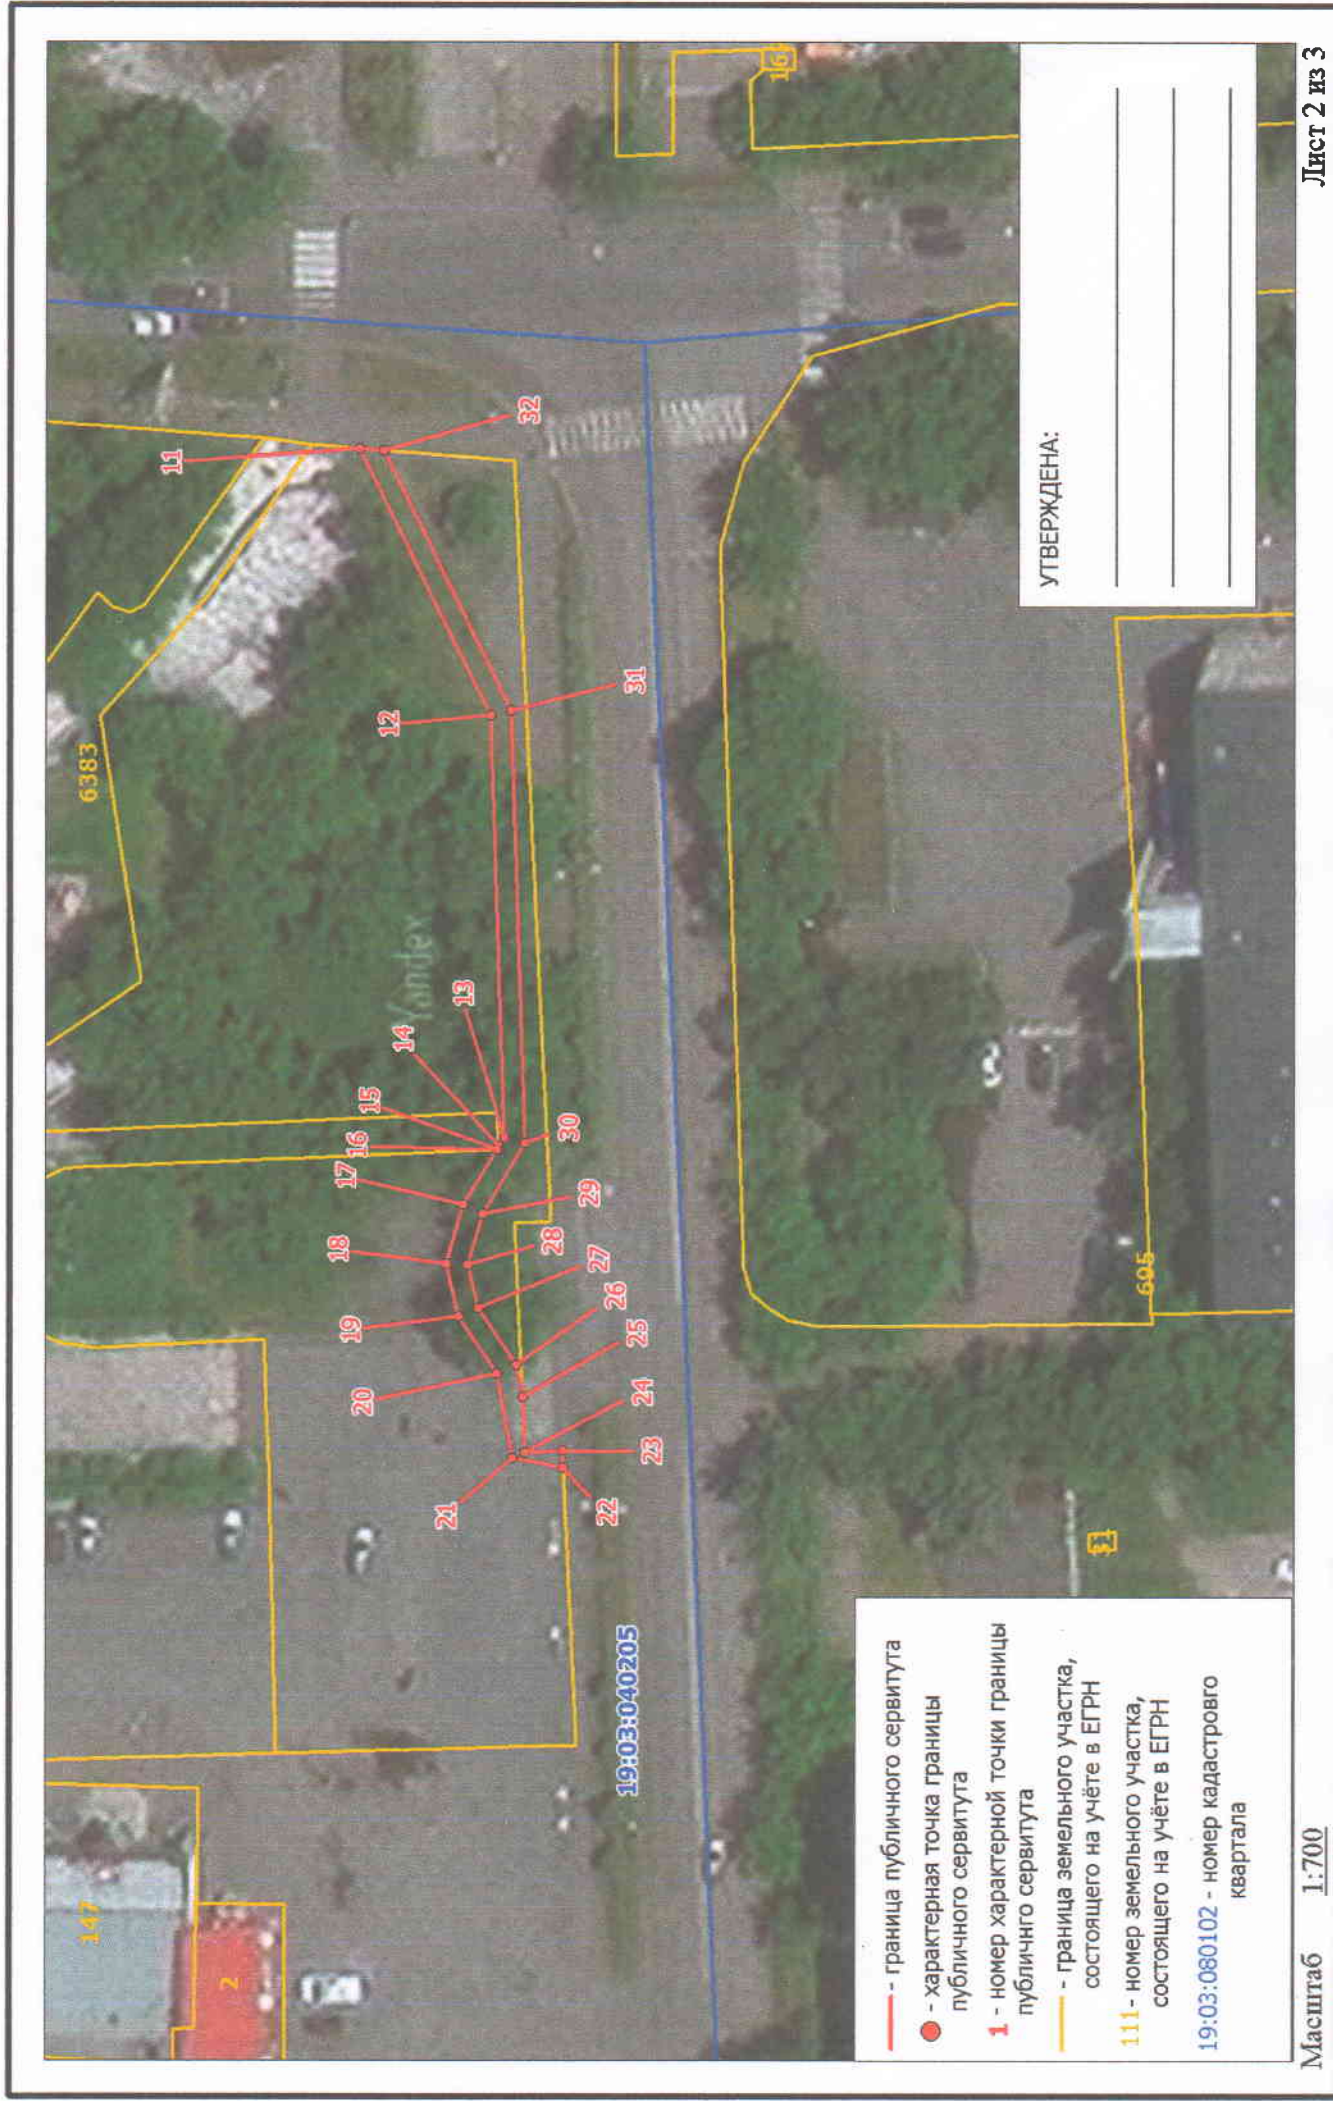 147
2
6383
16
11
12
13
14
15
16
17
18
19
20
21
22
23
24
25
26
27
28
29
30
31
32
Yandex
19:03:040205
695
31
- граница публичного сервитута
- характерная точка границы
публичного сервитута
1 - номер характерной точки границы
публичнго сервитута
- граница земельного участка,
состоящего на учёте в ЕГРН
111 - номер земельного участка,
состоящего на учёте в ЕГРН
19:03:080102 - номер кадастрового
квартала
УТВЕРЖДЕНА:
Масштаб 1:700
Лист 2 из 3